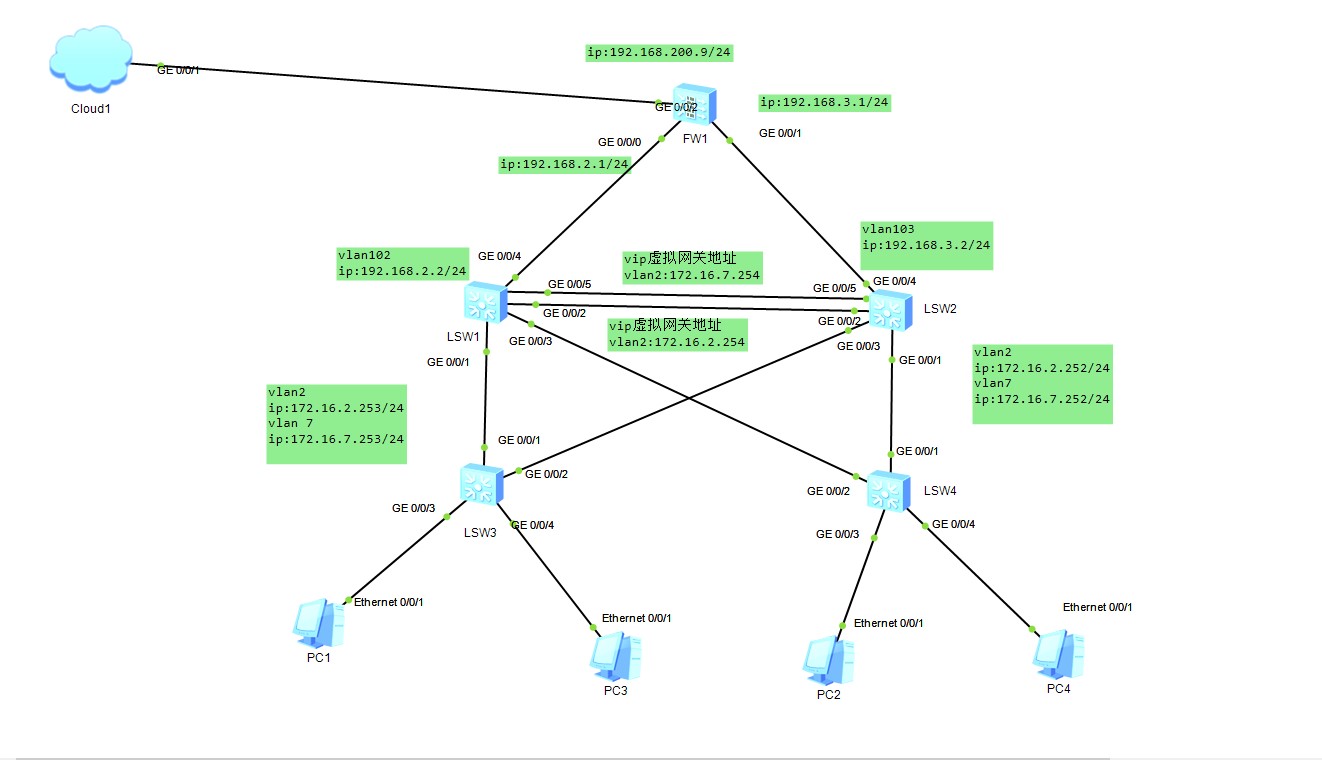 ip:192.168.200.9/24
GE 0/0/1
Cloud1
GE 0/0/2
ip:192.168.3.1/24
FW1
GE 0/0/1
GE 0/0/0
ip:192.168.2.1/24
vlan103
ip:192.168.3.2/24
vlan102
ip:192.168.2.2/24
GE 0/0/4
vip虚拟网关地址
vlan2:172.16.7.254
GE 0/0/4
GE 0/0/5
GE 0/0/5
GE 0/0/2
LSW2
GE 0/0/2
vip虚拟网关地址
vlan2:172.16.2.254
LSW1
GE 0/0/3
GE 0/0/3
GE 0/0/1
GE 0/0/1
vlan2
ip:172.16.2.252/24
vlan7
ip:172.16.7.252/24
vlan2
ip:172.16.2.253/24
vlan 7
ip:172.16.7.253/24
GE 0/0/1
GE 0/0/1
GE 0/0/2
GE 0/0/2
LSW4
GE 0/0/3
GE 0/0/4
LSW3
GE 0/0/4
GE 0/0/3
Ethernet 0/0/1
Ethernet 0/0/1
Ethernet 0/0/1
Ethernet 0/0/1
PC1
PC3
PC2
PC4